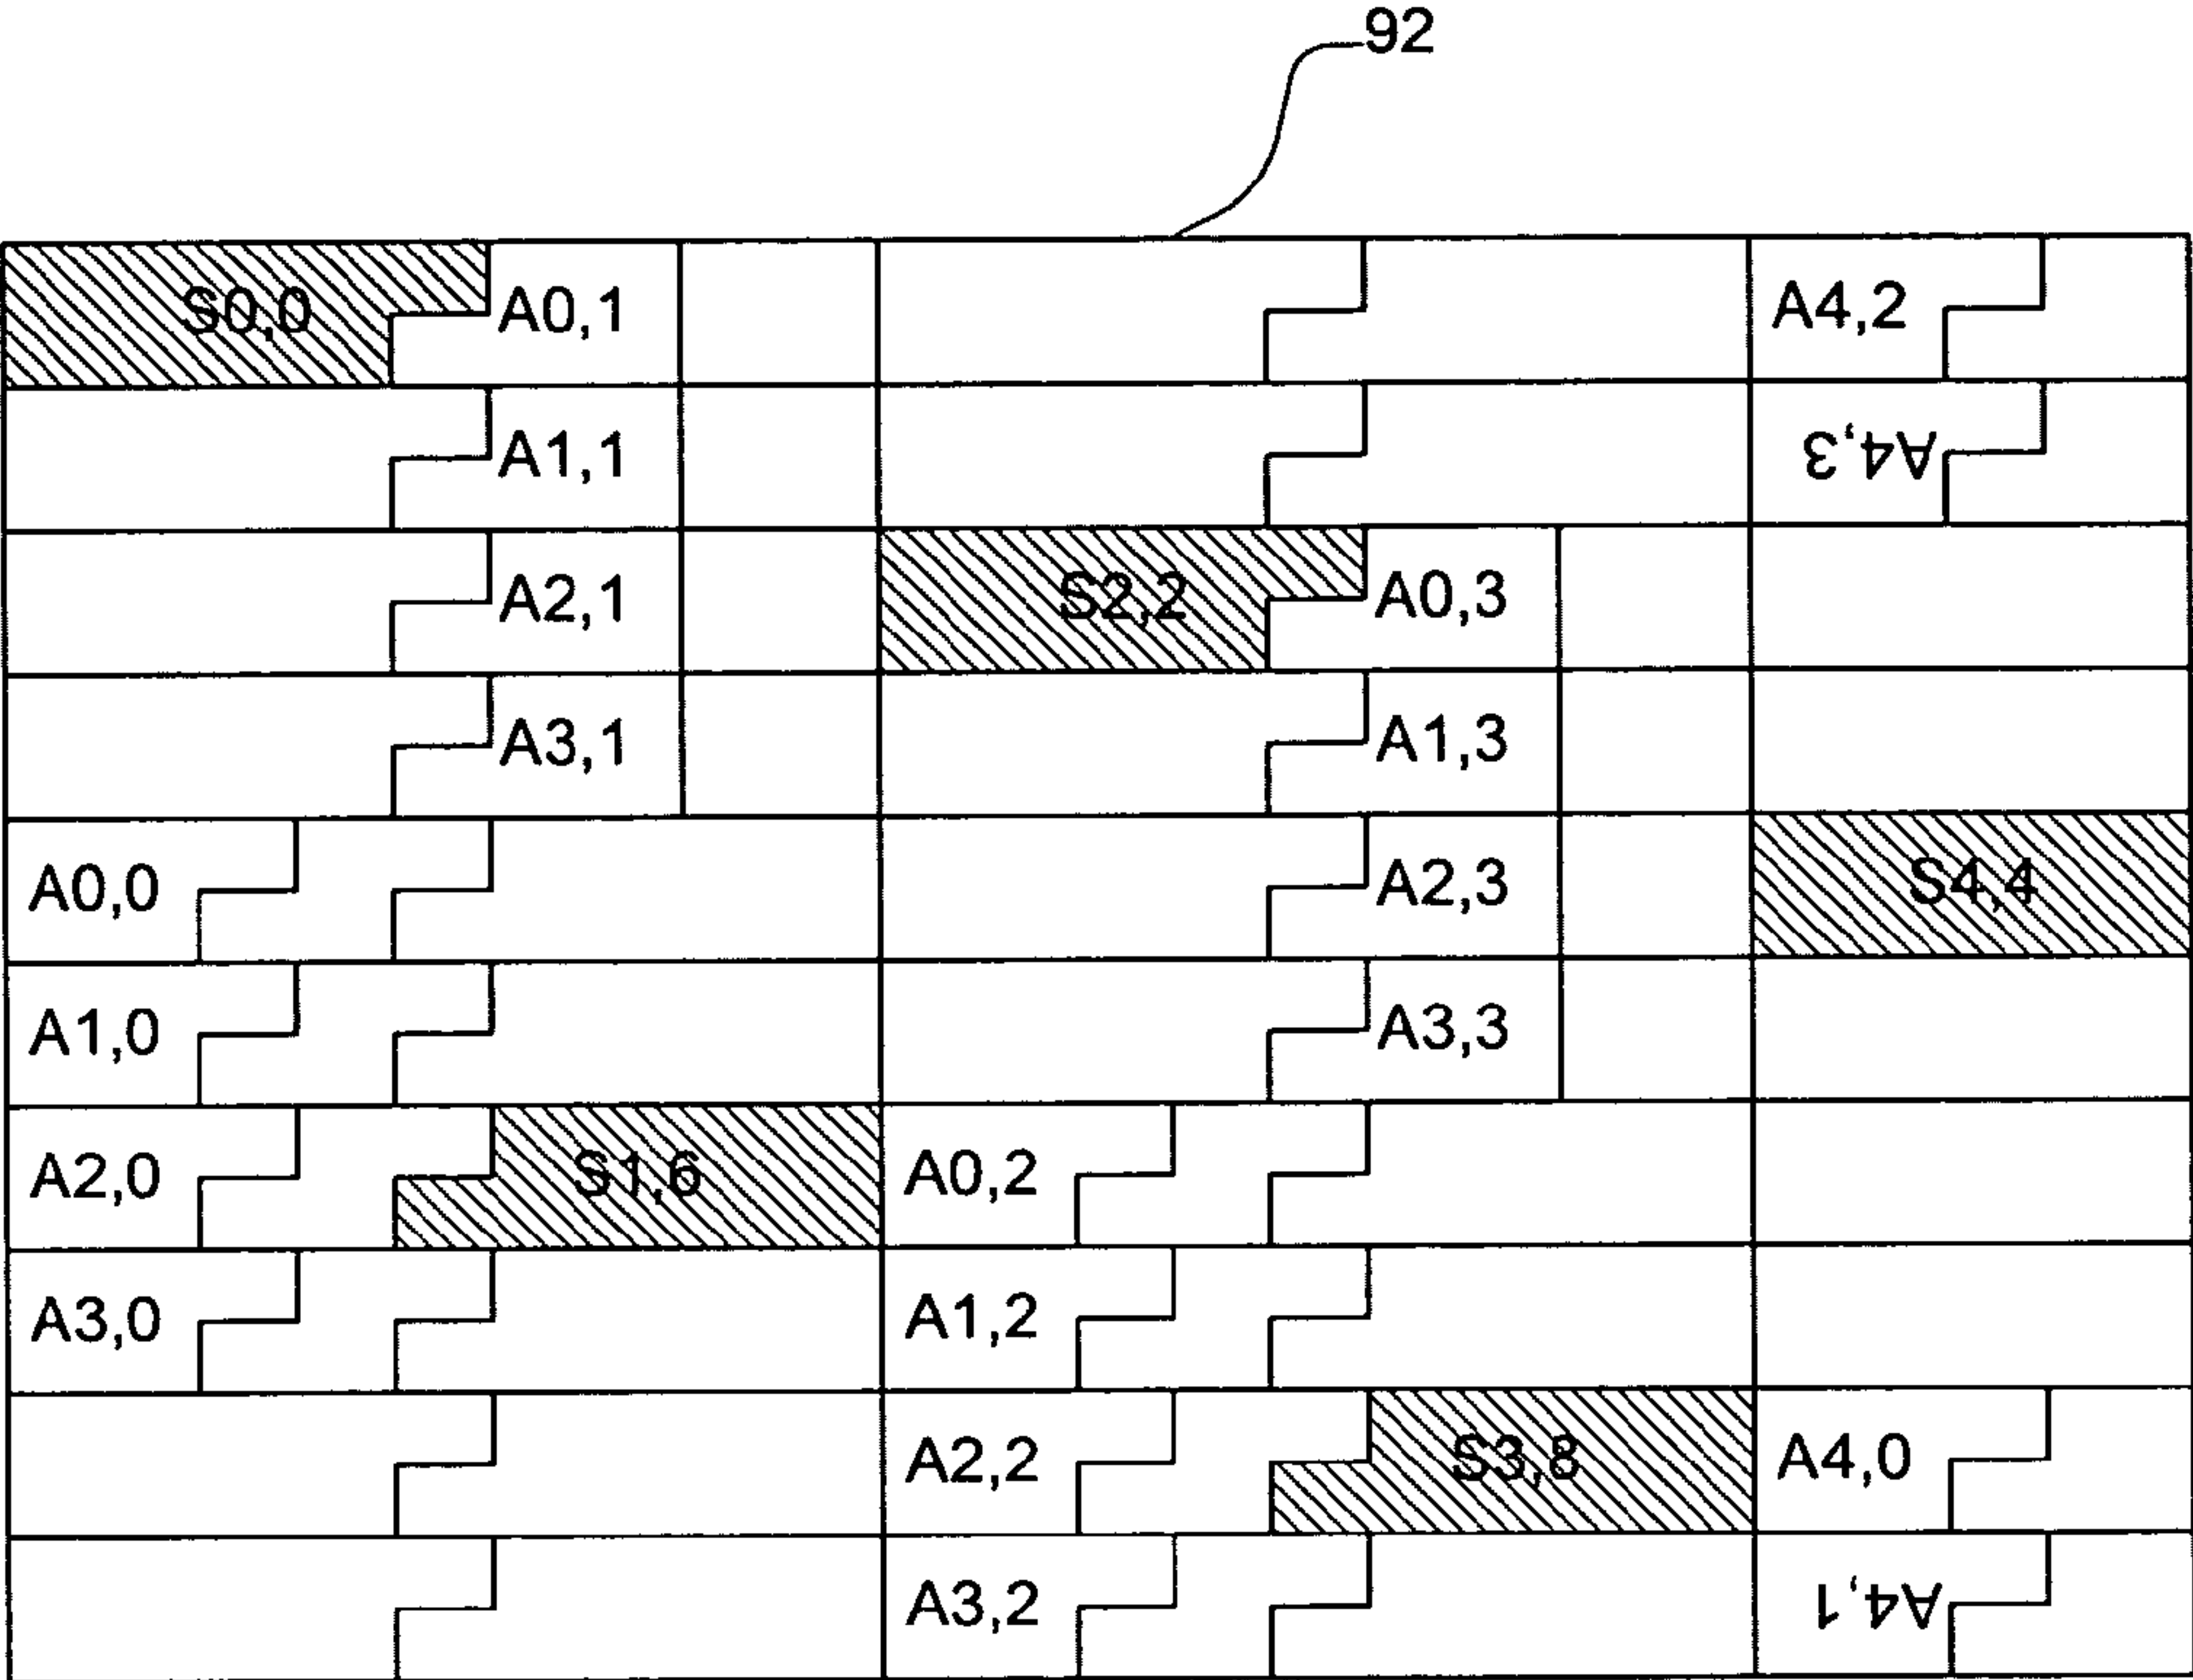 92
S0,0 A0,1 A4,2
A1,1 A4,3
A2,1 S2,2 A0,3
A3,1 A1,3
A0,0 A2,3 S4,4
A1,0 A3,3
A2,0 S1,6 A0,2
A3,0 A1,2
A2,2 S3,8 A4,0
A3,2 A4,1